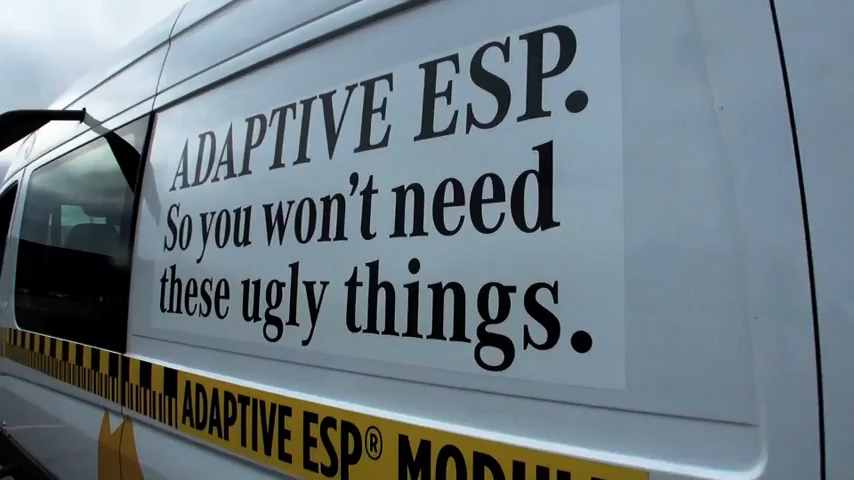 ADAPTIVE ESP.
So you won't need
these ugly things.
ADAPTIVE ESP®